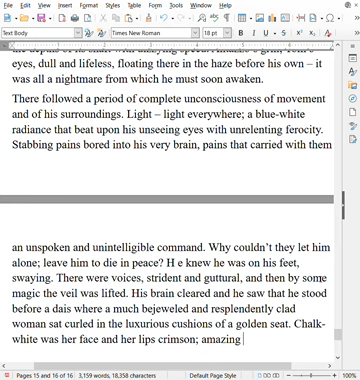 File Edit View Insert Format Styles Table Form Tools Window Help
Text Body Times New Roman 18 pt B I U S A
eyes, dull and lifeless, floating there in the haze before his own – it
was all a nightmare from which he must soon awaken.
There followed a period of complete unconsciousness of movement
and of his surroundings. Light – light everywhere; a blue-white
radiance that beat upon his unseeing eyes with unrelenting ferocity.
Stabbing pains bored into his very brain, pains that carried with them
an unspoken and unintelligible command. Why couldn't they let him
alone; leave him to die in peace? H e knew he was on his feet,
swaying. There were voices, strident and guttural, and then by some
magic the veil was lifted. His brain cleared and he saw that he stood
before a dais where a much bejeweled and resplendently clad
woman sat curled in the luxurious cushions of a golden seat. Chalk-
white was her face and her lips crimson; amazing
Pages 15 and 16 of 16 3,159 words, 18,358 characters Default Page Style 100%